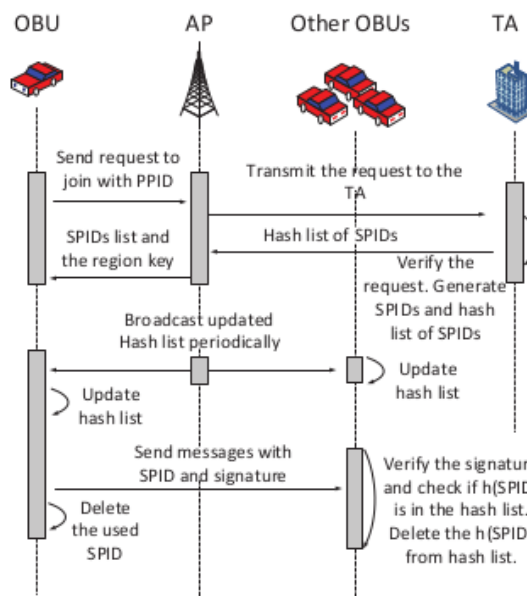 OBU
AP
Other OBUs
TA
Send request to
join with PPID
Transmit the request to the
TA
Hash list of SPIDs
SPIDs list and
the region key
Verify the
request. Generate
SPIDs and hash
list of SPIDs
Broadcast updated
Hash list periodically
Update
hash list
Update
hash list
Send messages with
SPID and signature
Verify the signatur
and check if h(SPID
is in the hash list.
Delete the h(SPID
from hash list.
Delete
the used
SPID